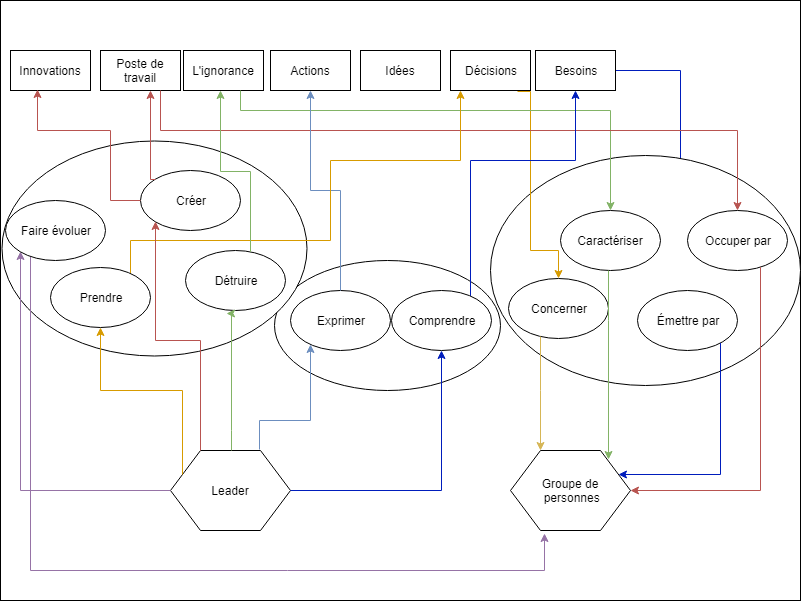 Innovations
Poste de
travail
L'ignorance
Actions
Idées
Décisions
Besoins
Créer
Faire évoluer
Caractériser
Occuper par
Détruire
Prendre
Concerner
Exprimer
Comprendre
Émettre par
Leader
Groupe de
personnes